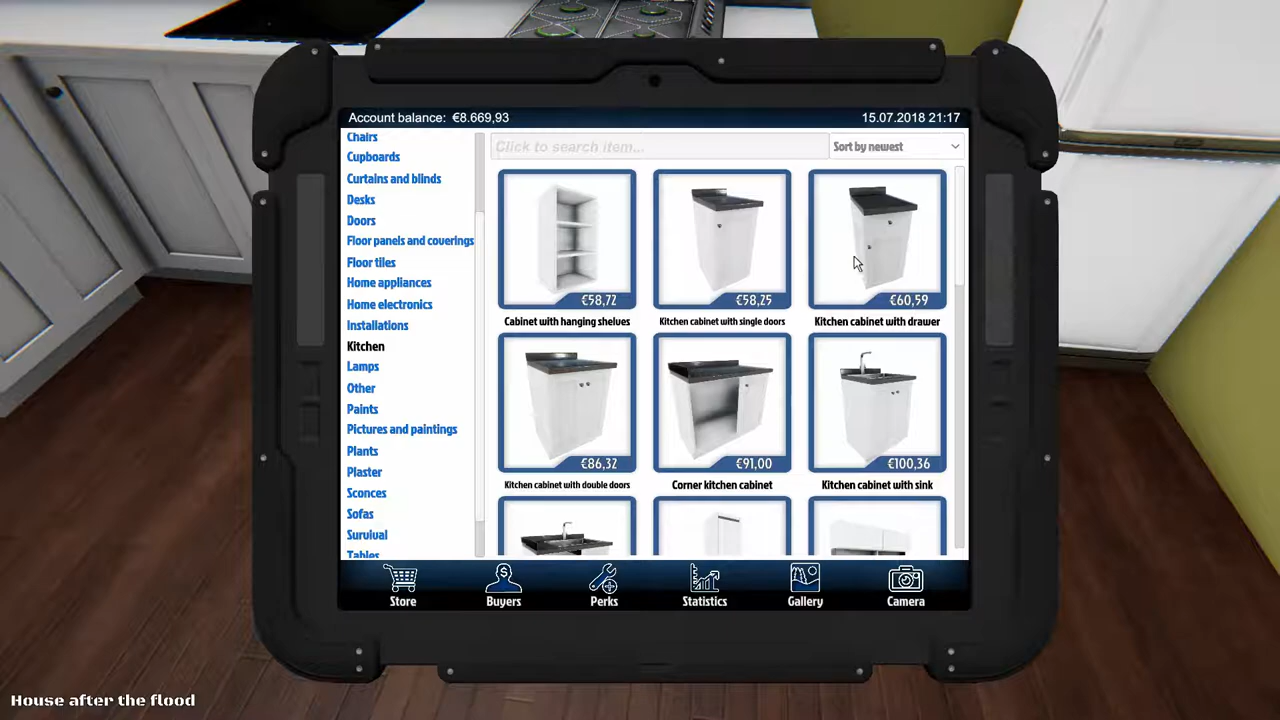 Account balance: €8.669,93
15.07.2018 21:17
Chairs
Cupboards
Curtains and blinds
Desks
Doors
Floor panels and coverings
Floor tiles
Home appliances
Home electronics
Installations
Kitchen
Lamps
Other
Paints
Pictures and paintings
Plants
Plaster
Sconces
Sofas
Survival
Tables
Click to search item...
Sort by newest
€58,72
€58,25
€60,59
Cabinet with hanging shelves
Kitchen cabinet with single doors
Kitchen cabinet with drawer
€86,32
€91,00
€100,36
Kitchen cabinet with double doors
Corner kitchen cabinet
Kitchen cabinet with sink
Store
Buyers
Perks
Statistics
Gallery
Camera
House after the flood